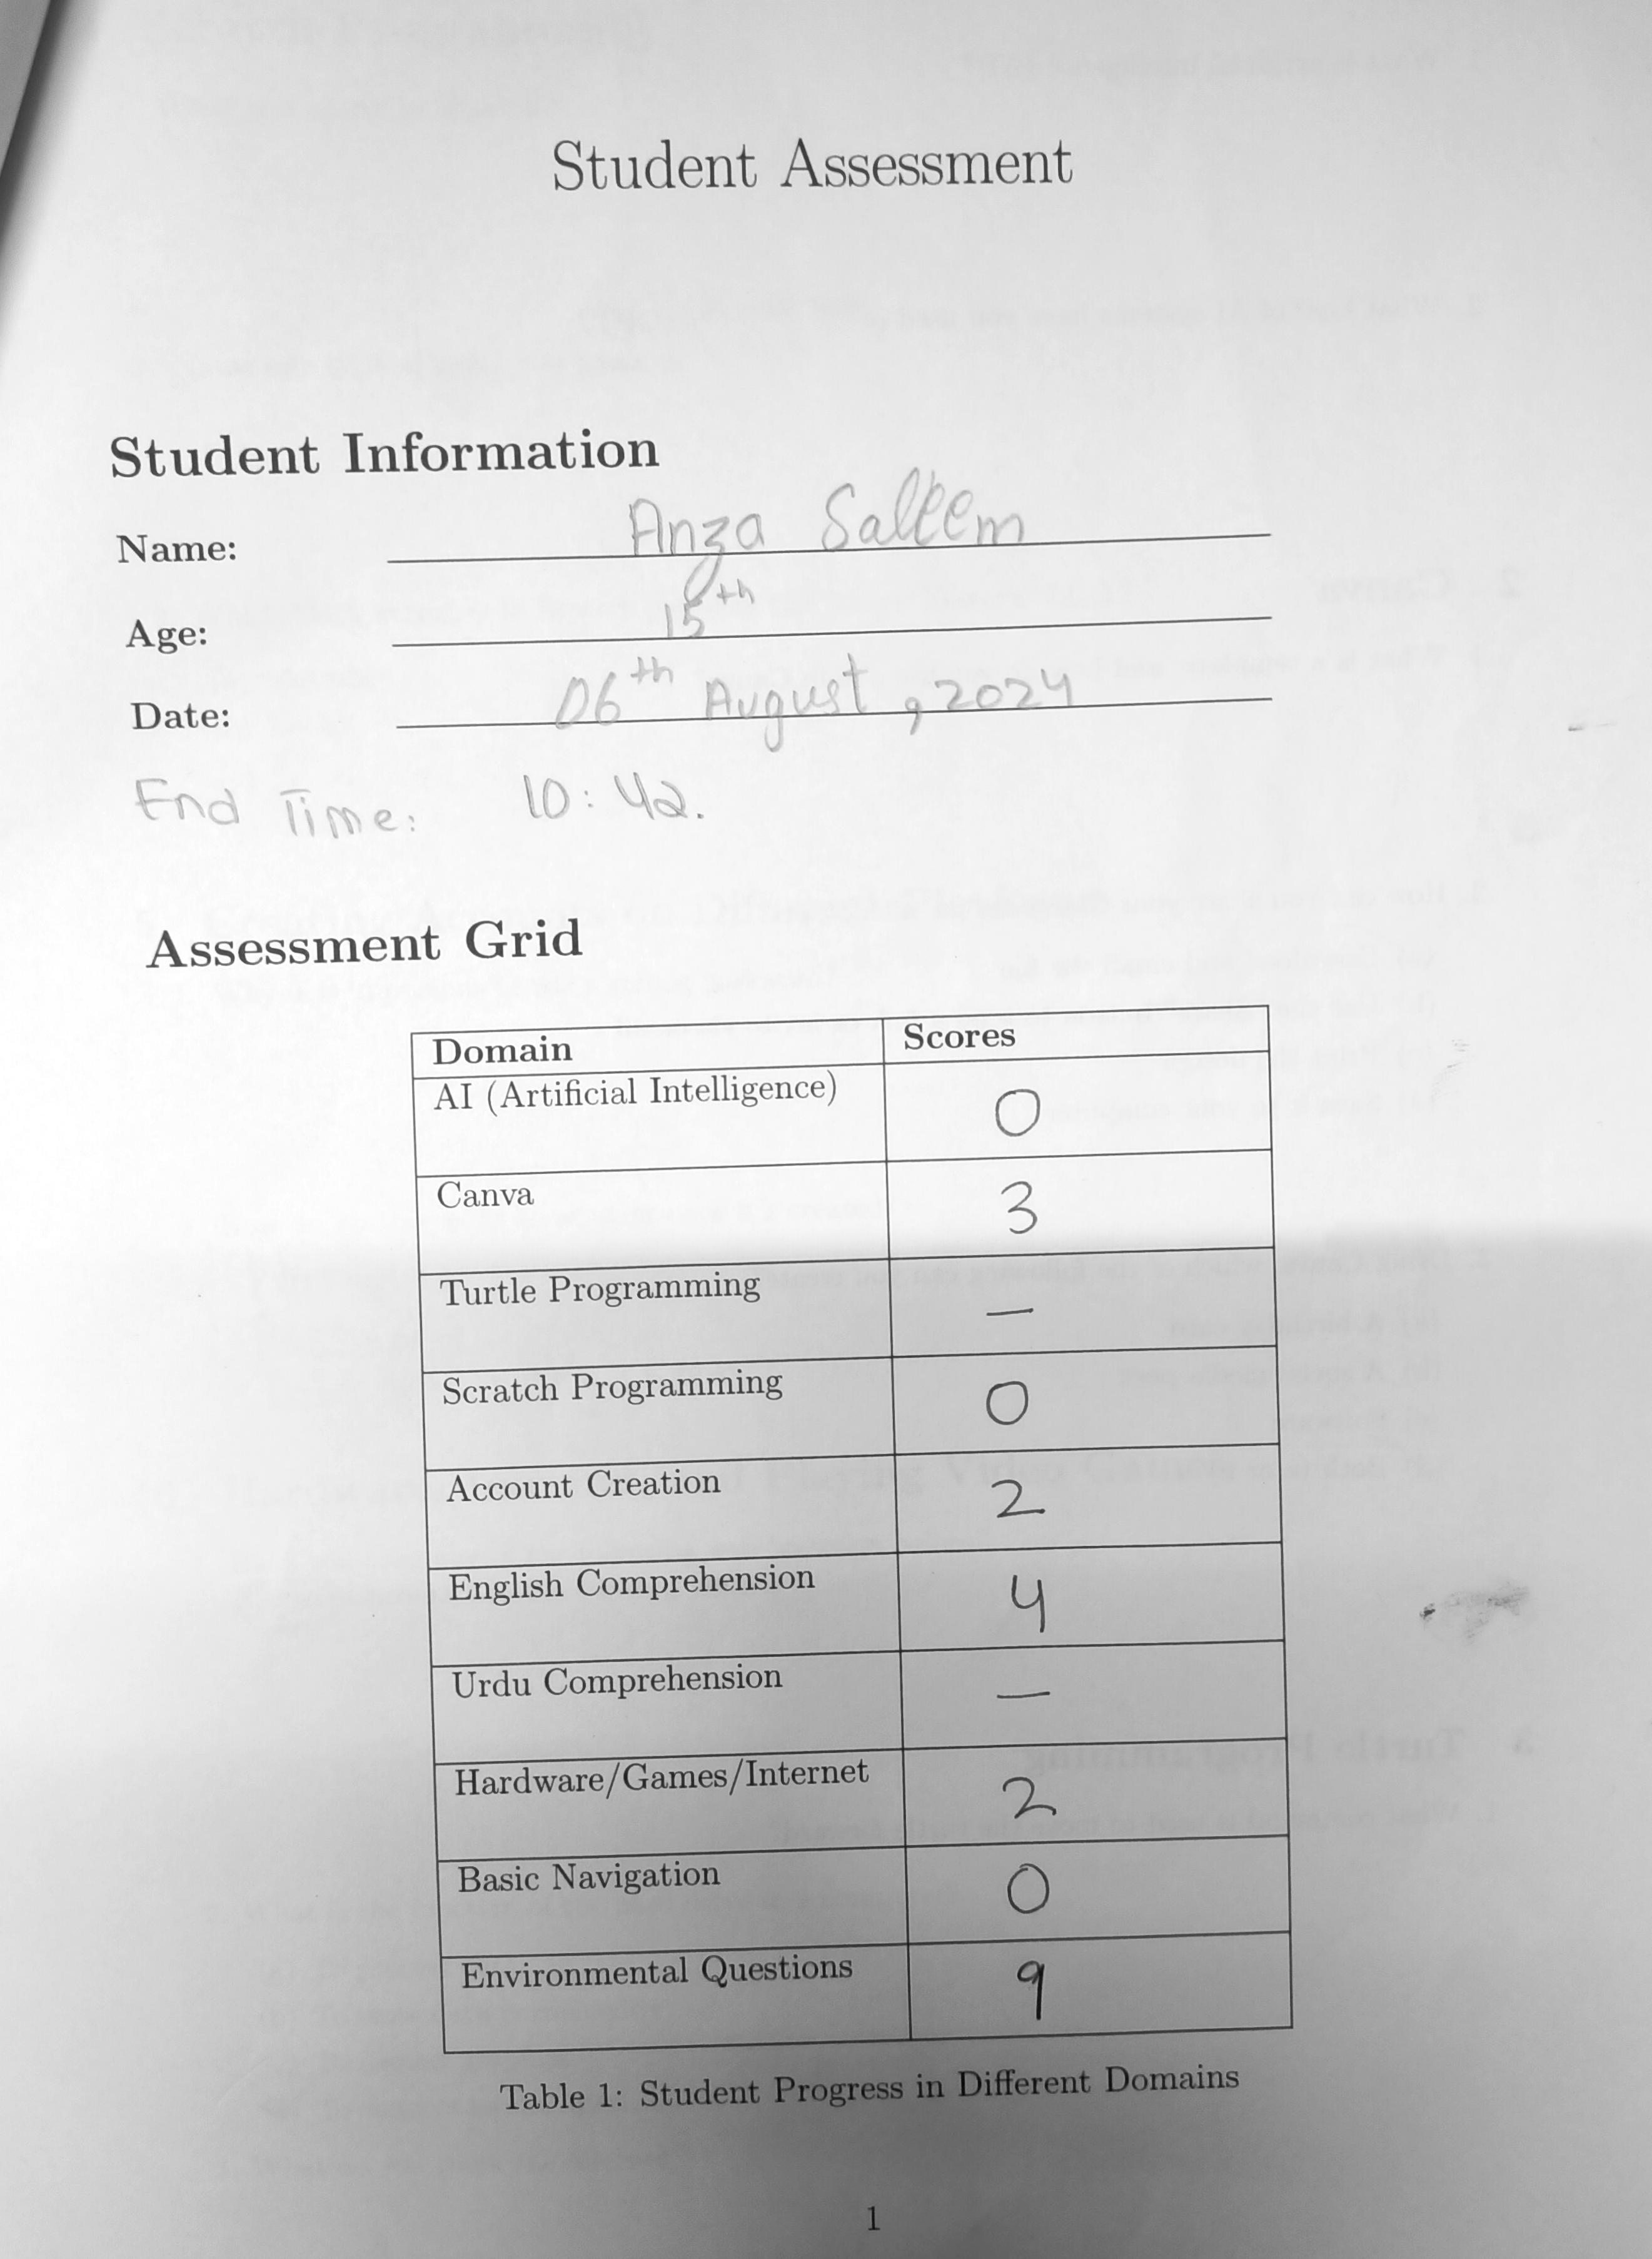 Student Assessment
Student Information
Name: Anza Saleem
Age: 15th
Date: 06th August, 2024
End Time: 10:42.
Assessment Grid
Domain Scores
AI (Artificial Intelligence) 0
Canva 3
Turtle Programming —
Scratch Programming 0
Account Creation 2
English Comprehension 4
Urdu Comprehension —
Hardware/Games/Internet 2
Basic Navigation 0
Environmental Questions 9
Table 1: Student Progress in Different Domains
1